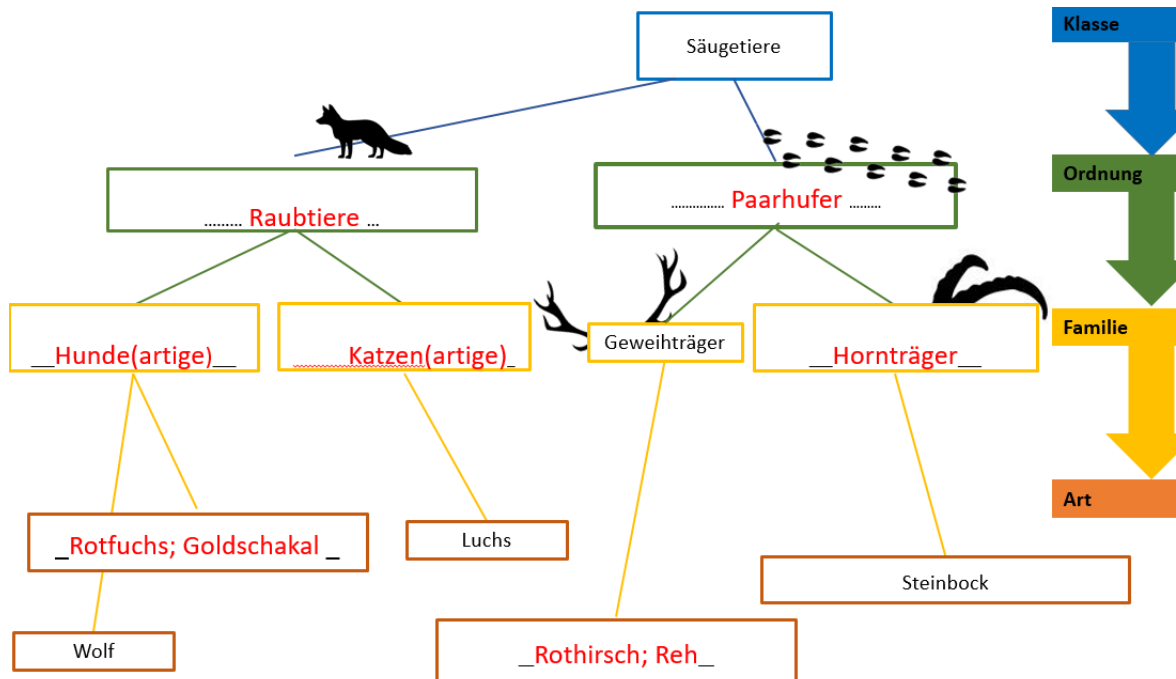 Säugetiere
Klasse
Ordnung
......... Raubtiere ...
............... Paarhufer .........
Familie
__Hunde(artige)__
Katzen(artige)_
Geweihträger
__Hornträger__
Art
_Rotfuchs; Goldschakal _
Luchs
Steinbock
Wolf
_Rothirsch; Reh_